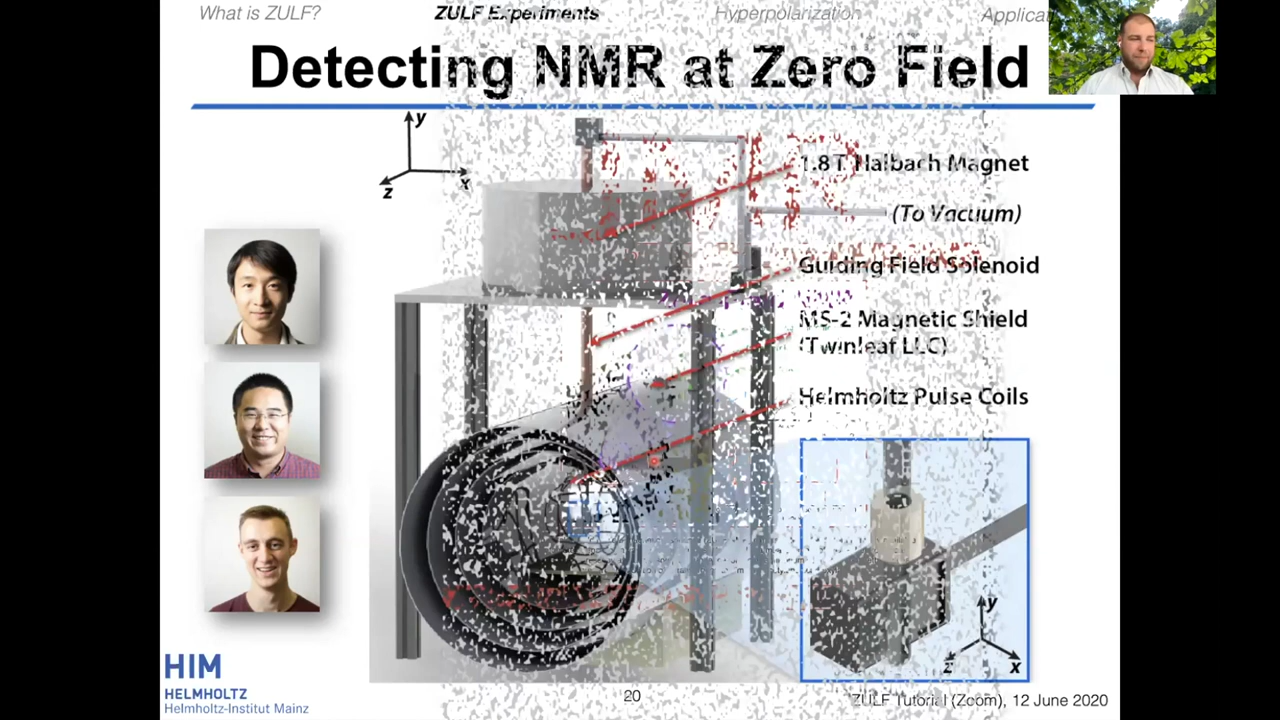 What is ZULF?
ZULF Experiments
Hyperpolarization
Detecting NMR at Zero Field
y
x
z
1.8T Halbach Magnet
(To Vacuum)
Guiding Field Solenoid
MS-2 Magnetic Shield
(Twinleaf LLC)
Helmholtz Pulse Coils
y
z
x
HIM
HELMHOLTZ
Helmholtz-Institut Mainz
20
ZULF Tutorial (Zoom), 12 June 2020